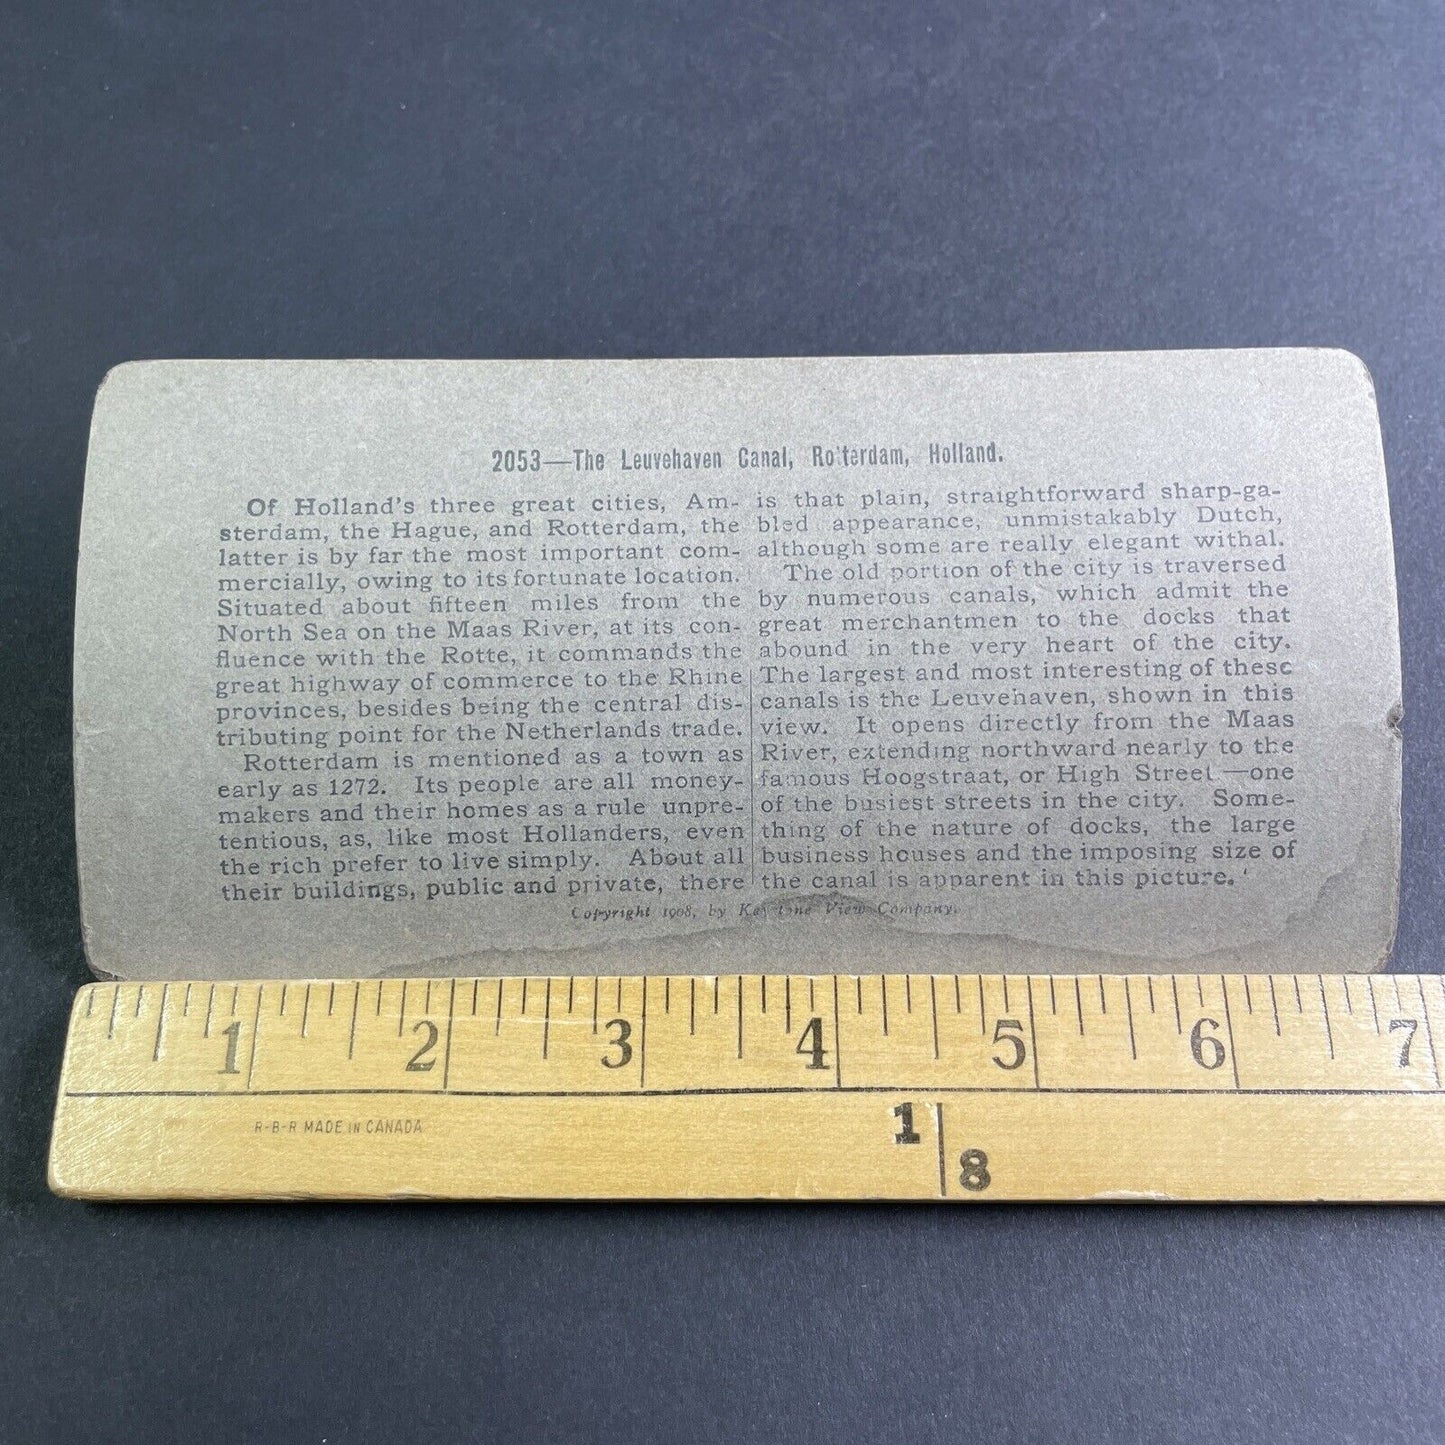 2053—The Leuvehaven Canal, Rotterdam, Holland.
Of Holland's three great cities, Am-
sterdam, the Hague, and Rotterdam, the
latter is by far the most important com-
mercially, owing to its fortunate location.
Situated about fifteen miles from the
North Sea on the Maas River, at its con-
fluence with the Rotte, it commands the
great highway of commerce to the Rhine
provinces, besides being the central dis-
tributing point for the Netherlands trade.
Rotterdam is mentioned as a town as
early as 1272. Its people are all money-
makers and their homes as a rule unpre-
tentious, as, like most Hollanders, even
the rich prefer to live simply. About all
their buildings, public and private, there
is that plain, straightforward sharp-ga-
bled appearance, unmistakably Dutch,
although some are really elegant withal.
The old portion of the city is traversed
by numerous canals, which admit the
great merchantmen to the docks that
abound in the very heart of the city.
The largest and most interesting of these
canals is the Leuvehaven, shown in this
view. It opens directly from the Maas
River, extending northward nearly to the
famous Hoogstraat, or High Street—one
of the busiest streets in the city. Some-
thing of the nature of docks, the large
business houses and the imposing size of
the canal is apparent in this picture.
Copyright 1908, by Keystone View Company.
1 2 3 4 5 6 7
R-B-R MADE IN CANADA
1
8